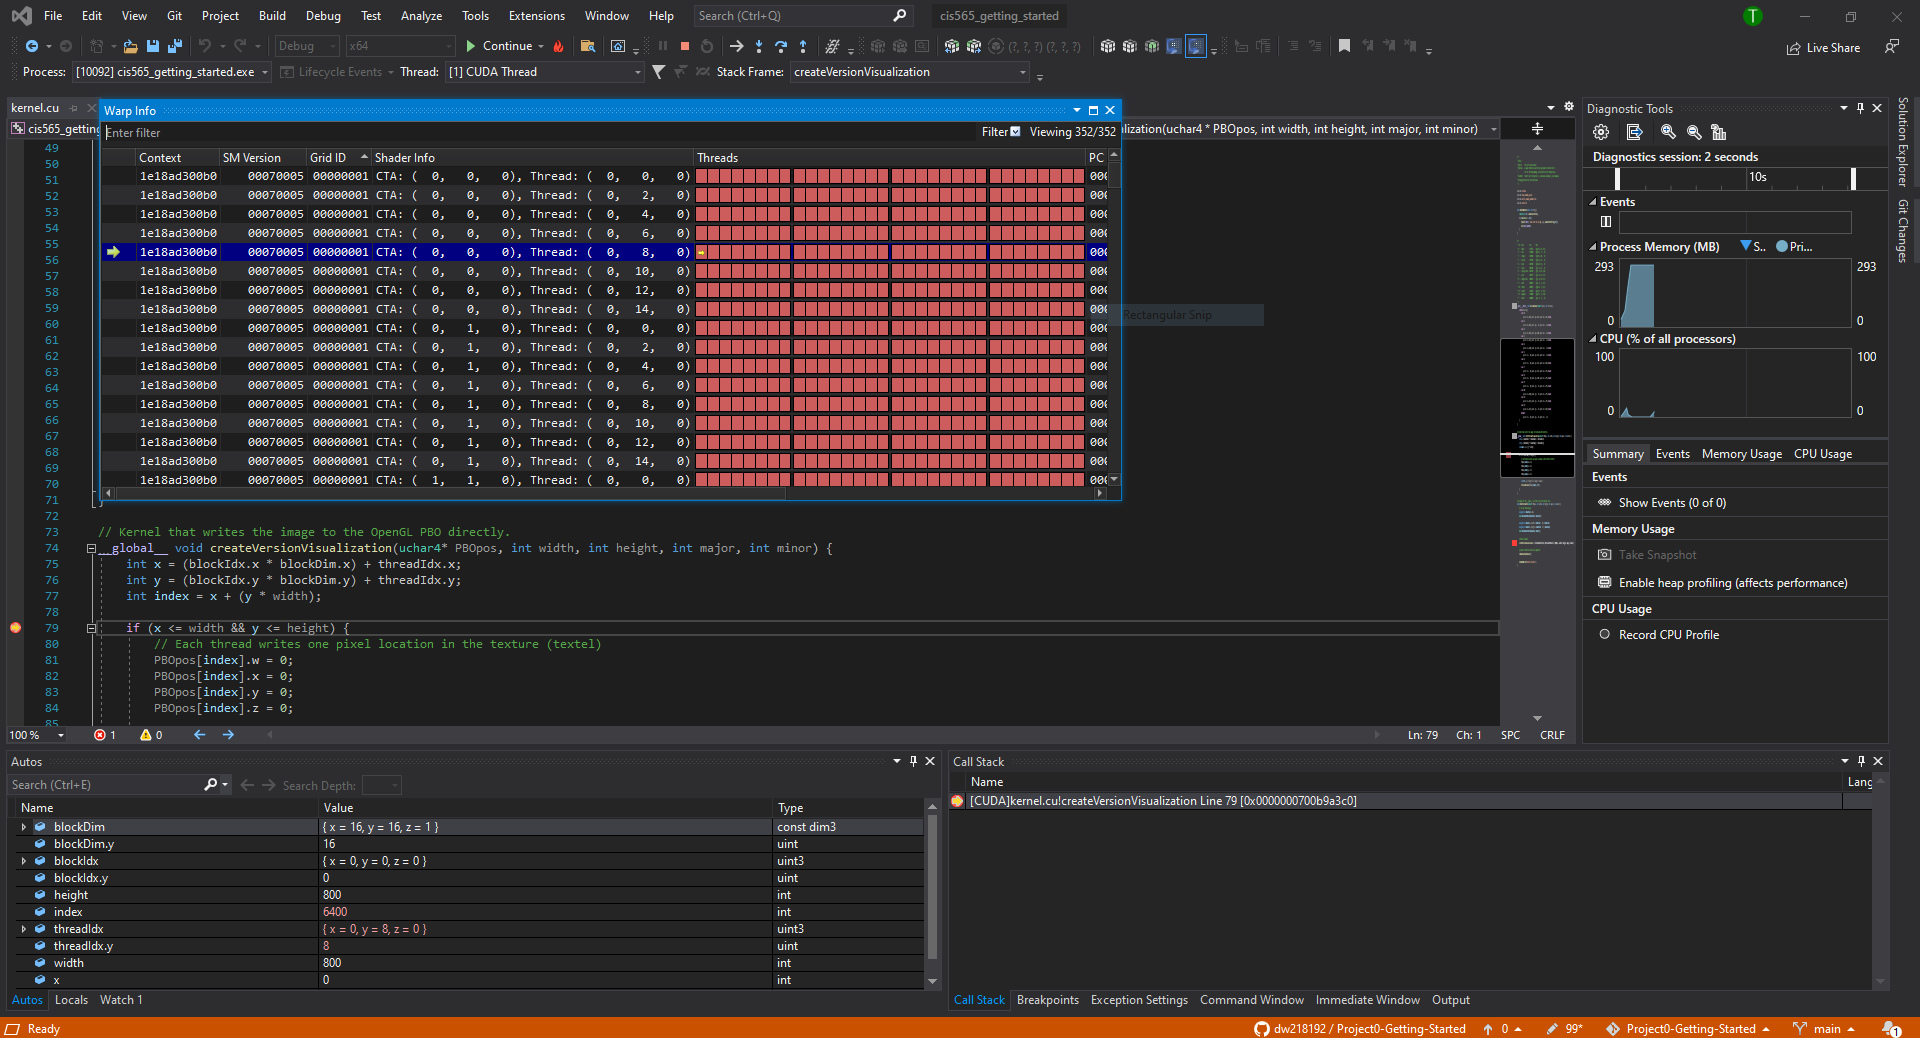 File Edit View Git Project Build Debug Test Analyze Tools Extensions Window Help Search (Ctrl+Q) cis565_getting_started T
Debug x64 Continue (?, ?, ?) (?, ?, ?) Live Share
Process: [10092] cis565_getting_started.exe Lifecycle Events Thread: [1] CUDA Thread Stack Frame: createVersionVisualization
kernel.cu
cis565_getting
lization(uchar4 * PBOpos, int width, int height, int major, int minor)
Warp Info
Enter filter Filter Viewing 352/352
Context SM Version Grid ID Shader Info Threads PC
1e18ad300b0 00070005 00000001 CTA: ( 0, 0, 0), Thread: ( 0, 0, 0) 000
1e18ad300b0 00070005 00000001 CTA: ( 0, 0, 0), Thread: ( 0, 2, 0) 000
1e18ad300b0 00070005 00000001 CTA: ( 0, 0, 0), Thread: ( 0, 4, 0) 000
1e18ad300b0 00070005 00000001 CTA: ( 0, 0, 0), Thread: ( 0, 6, 0) 000
1e18ad300b0 00070005 00000001 CTA: ( 0, 0, 0), Thread: ( 0, 8, 0) 000
1e18ad300b0 00070005 00000001 CTA: ( 0, 0, 0), Thread: ( 0, 10, 0) 000
1e18ad300b0 00070005 00000001 CTA: ( 0, 0, 0), Thread: ( 0, 12, 0) 000
1e18ad300b0 00070005 00000001 CTA: ( 0, 0, 0), Thread: ( 0, 14, 0) 000
1e18ad300b0 00070005 00000001 CTA: ( 0, 1, 0), Thread: ( 0, 0, 0) 000
1e18ad300b0 00070005 00000001 CTA: ( 0, 1, 0), Thread: ( 0, 2, 0) 000
1e18ad300b0 00070005 00000001 CTA: ( 0, 1, 0), Thread: ( 0, 4, 0) 000
1e18ad300b0 00070005 00000001 CTA: ( 0, 1, 0), Thread: ( 0, 6, 0) 000
1e18ad300b0 00070005 00000001 CTA: ( 0, 1, 0), Thread: ( 0, 8, 0) 000
1e18ad300b0 00070005 00000001 CTA: ( 0, 1, 0), Thread: ( 0, 10, 0) 000
1e18ad300b0 00070005 00000001 CTA: ( 0, 1, 0), Thread: ( 0, 12, 0) 000
1e18ad300b0 00070005 00000001 CTA: ( 0, 1, 0), Thread: ( 0, 14, 0) 000
1e18ad300b0 00070005 00000001 CTA: ( 1, 1, 0), Thread: ( 0, 0, 0) 000
Rectangular Snip
49
50
51
52
53
54
55
56
57
58
59
60
61
62
63
64
65
66
67
68
69
70
71 }
72
73 // Kernel that writes the image to the OpenGL PBO directly.
74 __global__ void createVersionVisualization(uchar4* PBOpos, int width, int height, int major, int minor) {
75 int x = (blockIdx.x * blockDim.x) + threadIdx.x;
76 int y = (blockIdx.y * blockDim.y) + threadIdx.y;
77 int index = x + (y * width);
78
79 if (x <= width && y <= height) {
80 // Each thread writes one pixel location in the texture (textel)
81 PBOpos[index].w = 0;
82 PBOpos[index].x = 0;
83 PBOpos[index].y = 0;
84 PBOpos[index].z = 0;
85
100 % 1 0 Ln: 79 Ch: 1 SPC CRLF
Diagnostic Tools
Diagnostics session: 2 seconds
10s
Events
Process Memory (MB) S.. Pri...
293 293
0 0
CPU (% of all processors)
100 100
0 0
Summary Events Memory Usage CPU Usage
Events
Show Events (0 of 0)
Memory Usage
Take Snapshot
Enable heap profiling (affects performance)
CPU Usage
Record CPU Profile
Solution Explorer
Git Changes
Autos
Search (Ctrl+E) Search Depth:
Name Value Type
blockDim { x = 16, y = 16, z = 1 } const dim3
blockDim.y 16 uint
blockIdx { x = 0, y = 0, z = 0 } uint3
blockIdx.y 0 uint
height 800 int
index 6400 int
threadIdx { x = 0, y = 8, z = 0 } uint3
threadIdx.y 8 uint
width 800 int
x 0 int
Autos Locals Watch 1
Call Stack
Name Lang
[CUDA]kernel.cu!createVersionVisualization Line 79 [0x0000000700b9a3c0]
Call Stack Breakpoints Exception Settings Command Window Immediate Window Output
Ready dw218192 / Project0-Getting-Started 0 99* Project0-Getting-Started main 1